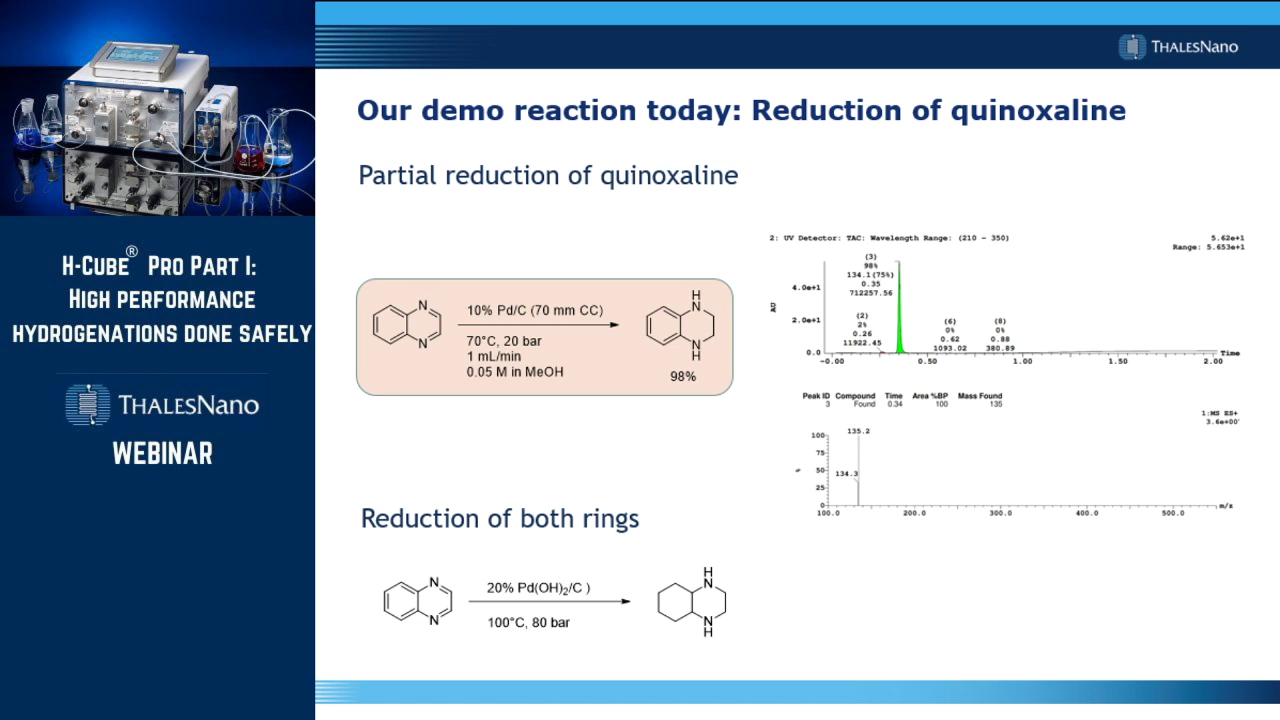 H-Cube® Pro Part I:
High performance
hydrogenations done safely
ThalesNano
WEBINAR
ThalesNano
Our demo reaction today: Reduction of quinoxaline
Partial reduction of quinoxaline
N
N
10% Pd/C (70 mm CC)
70°C, 20 bar
1 mL/min
0.05 M in MeOH
H
N
N
H
98%
2: UV Detector: TAC: Wavelength Range: (210 - 350)
5.62e+1
Range: 5.653e+1
(3)
98%
134.1(75%)
0.35
712257.56
(2)
2%
0.26
11922.45
(6)
0%
0.62
1093.02
(8)
0%
0.88
380.89
AU
4.0e+1
2.0e+1
0.0
-0.00 0.50 1.00 1.50 2.00
Time
Peak ID Compound Time Area %BP Mass Found
3 Found 0.34 100 135
1:MS ES+
3.6e+00
135.2
134.3
%
100
75
50
25
0
100.0 200.0 300.0 400.0 500.0
m/z
Reduction of both rings
N
N
20% Pd(OH)2/C )
100°C, 80 bar
H
N
N
H